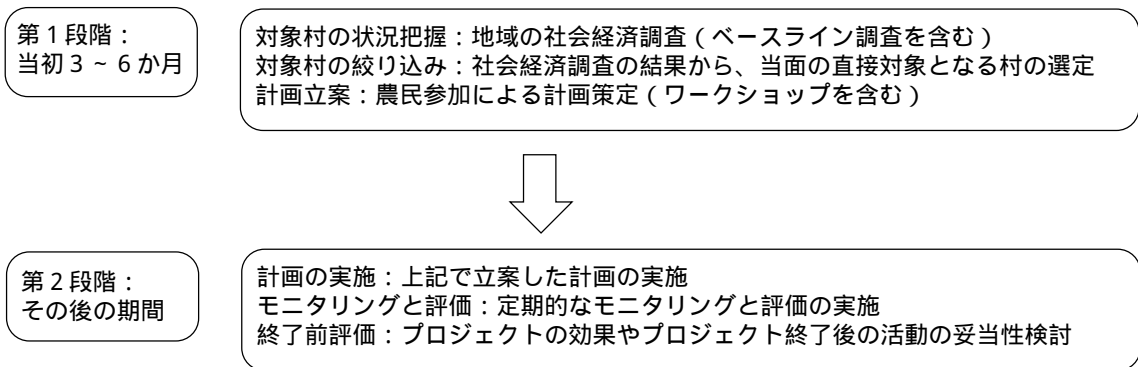 第1段階：
当初3～6か月
対象村の状況把握：地域の社会経済調査（ベースライン調査を含む）
対象村の絞り込み：社会経済調査の結果から、当面の直接対象となる村の選定
計画立案：農民参加による計画策定（ワークショップを含む）
第2段階：
その後の期間
計画の実施：上記で立案した計画の実施
モニタリングと評価：定期的なモニタリングと評価の実施
終了前評価：プロジェクトの効果やプロジェクト終了後の活動の妥当性検討